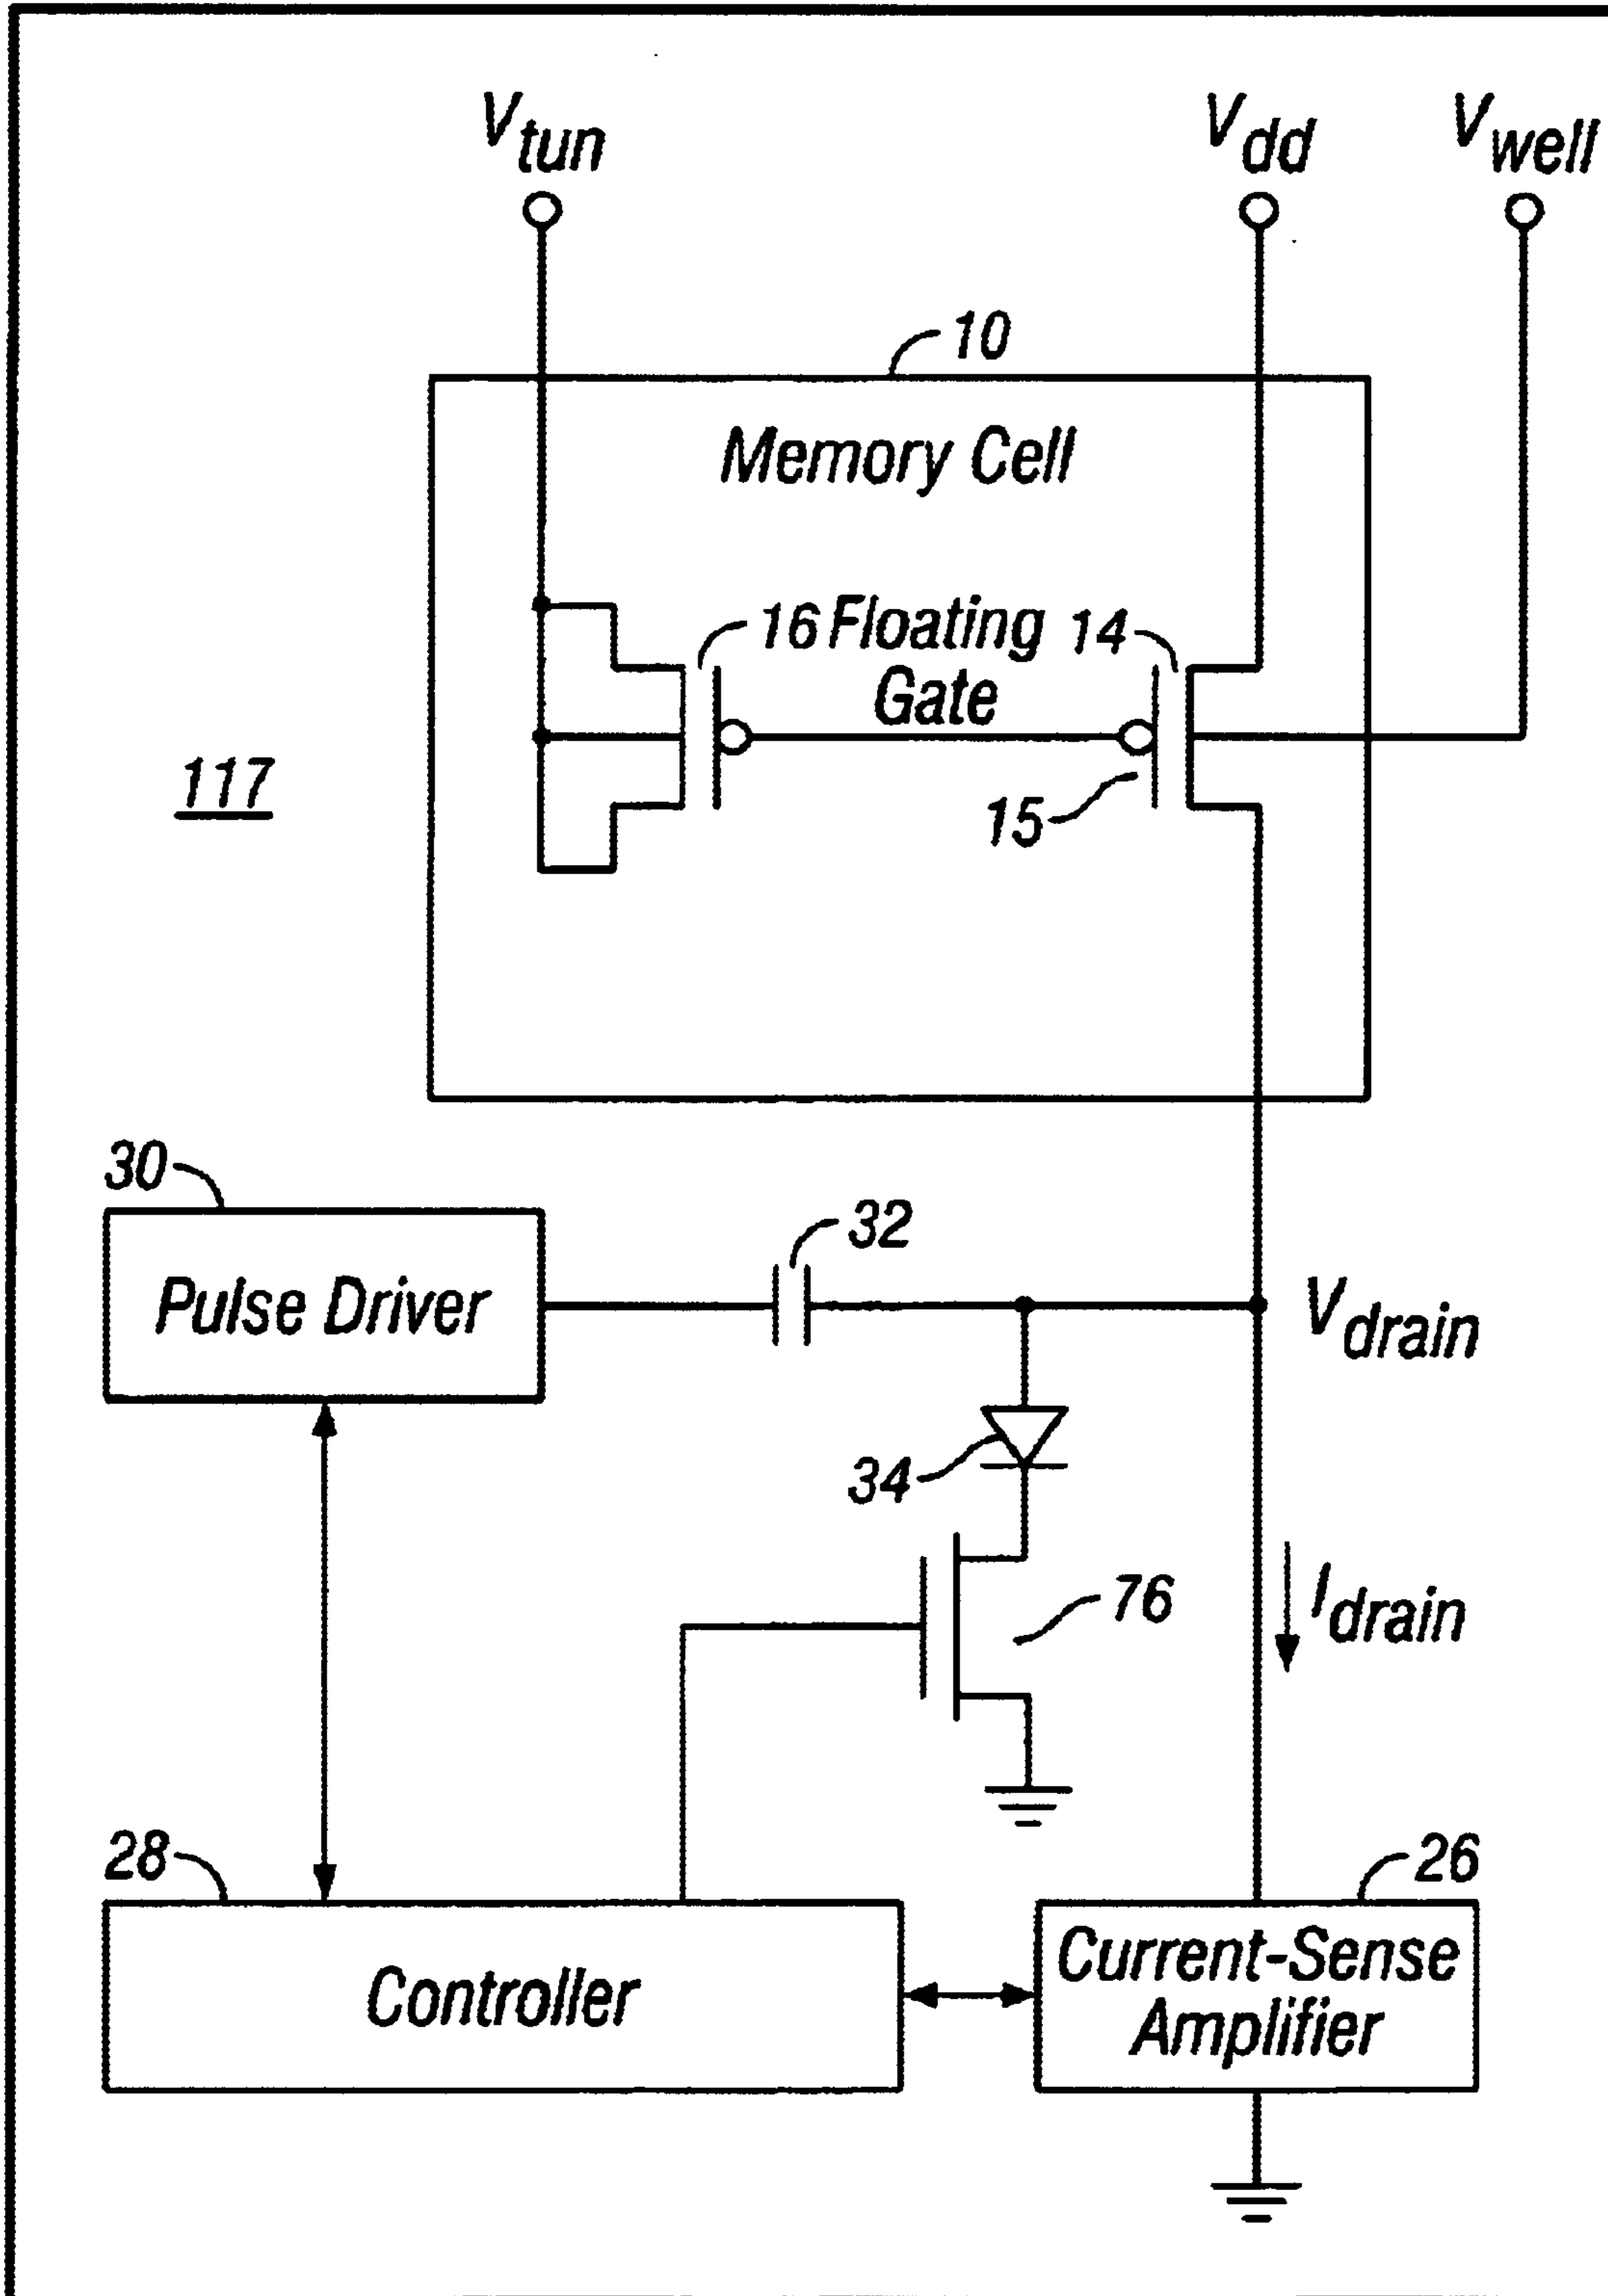 Vtun
Vdd
Vwell
10
Memory Cell
16
Floating
Gate
14
15
117
30
Pulse Driver
32
Vdrain
34
76
Idrain
28
Controller
26
Current-Sense
Amplifier